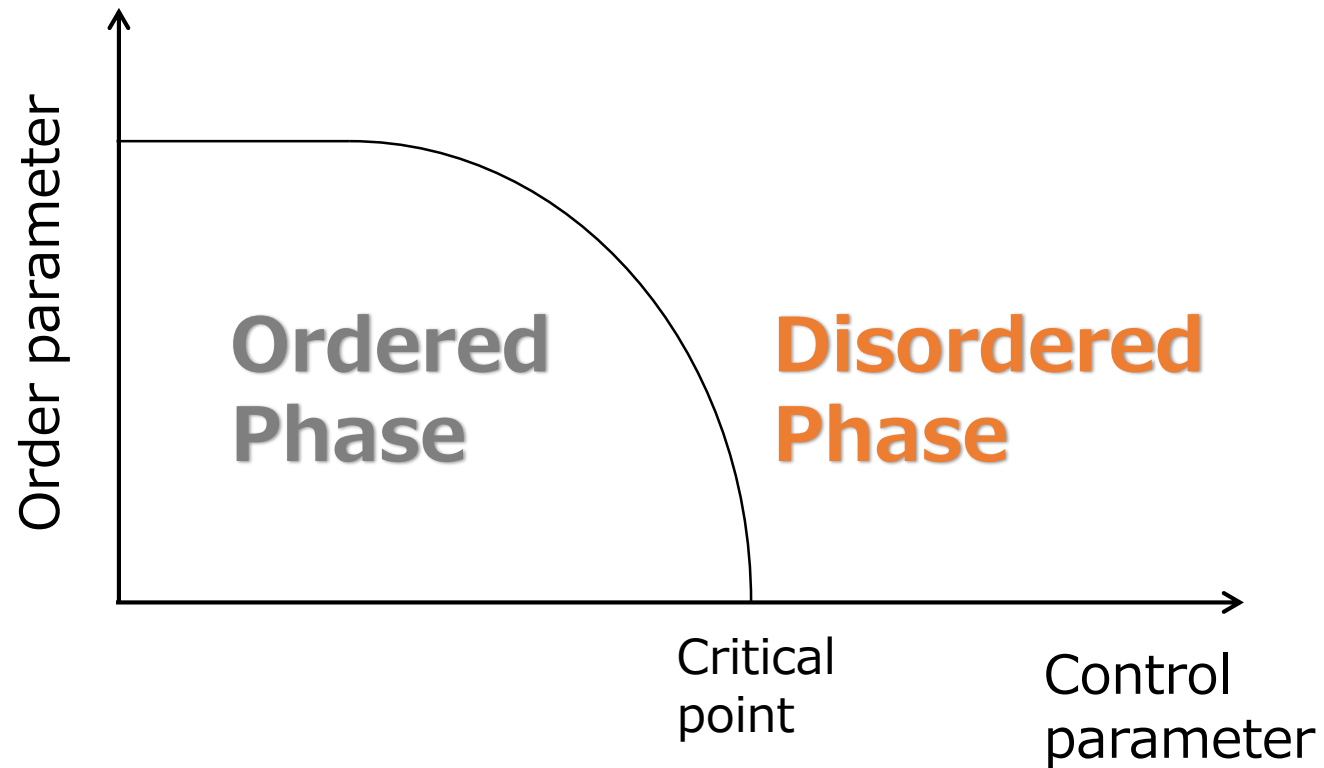 Order parameter
Ordered
Phase
Disordered
Phase
Critical
point
Control
parameter